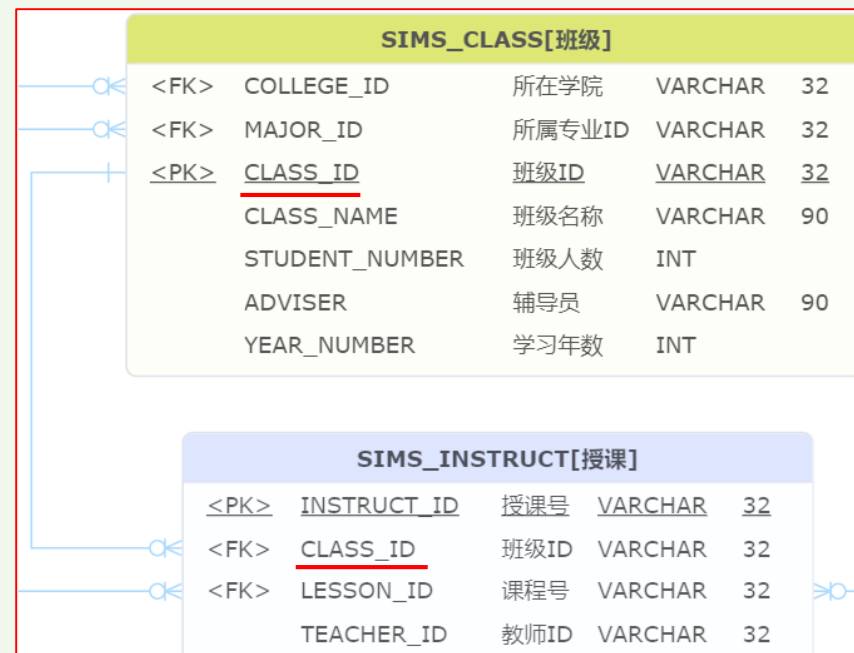 SIMS_CLASS[班级]
<FK> COLLEGE_ID 所在学院 VARCHAR 32
<FK> MAJOR_ID 所属专业ID VARCHAR 32
<PK> CLASS_ID 班级ID VARCHAR 32
CLASS_NAME 班级名称 VARCHAR 90
STUDENT_NUMBER 班级人数 INT
ADVISER 辅导员 VARCHAR 90
YEAR_NUMBER 学习年数 INT
SIMS_INSTRUCT[授课]
<PK> INSTRUCT_ID 授课号 VARCHAR 32
<FK> CLASS_ID 班级ID VARCHAR 32
<FK> LESSON_ID 课程号 VARCHAR 32
TEACHER_ID 教师ID VARCHAR 32